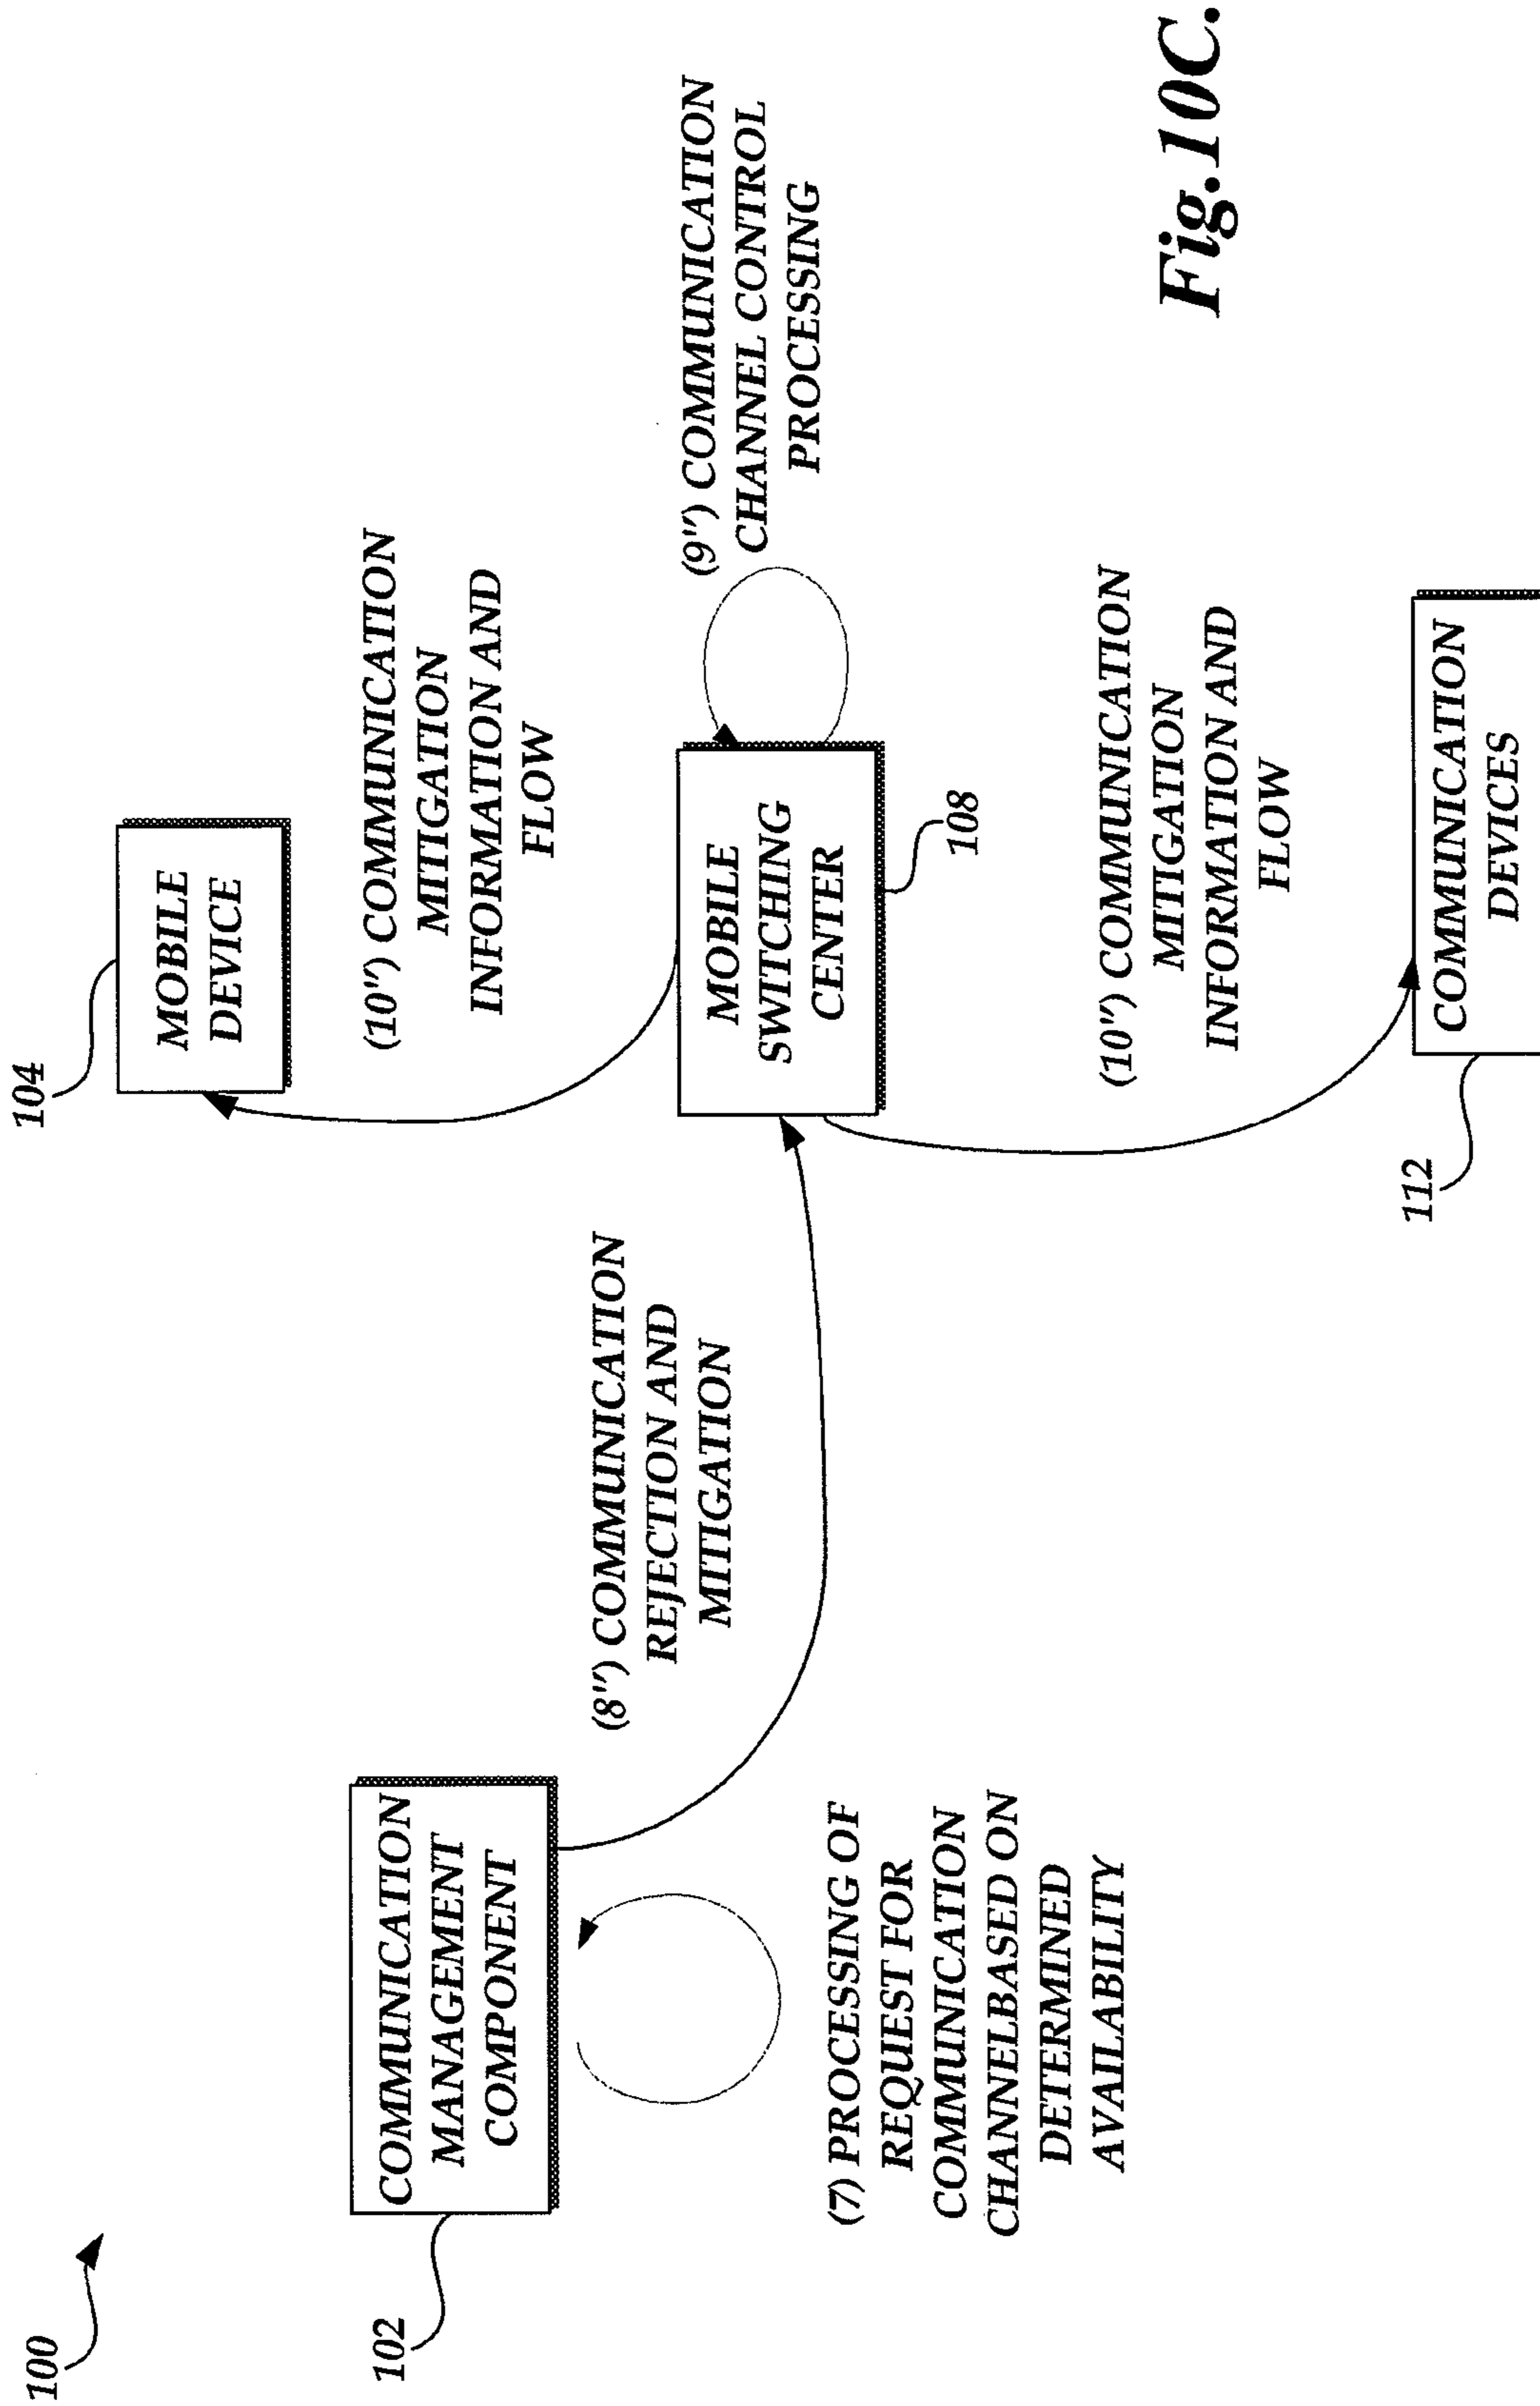 100
102
COMMUNICATION
MANAGEMENT
COMPONENT
(7) PROCESSING OF
REQUEST FOR
COMMUNICATION
CHANNELBASED ON
DETERMINED
AVAILABILITY
(8") COMMUNICATION
REJECTION AND
MITIGATION
104
MOBILE
DEVICE
(10") COMMUNICATION
MITIGATION
INFORMATION AND
FLOW
MOBILE
SWITCHING
CENTER
108
(9") COMMUNICATION
CHANNEL CONTROL
PROCESSING
(10") COMMUNICATION
MITIGATION
INFORMATION AND
FLOW
112
COMMUNICATION
DEVICES
Fig.10C.